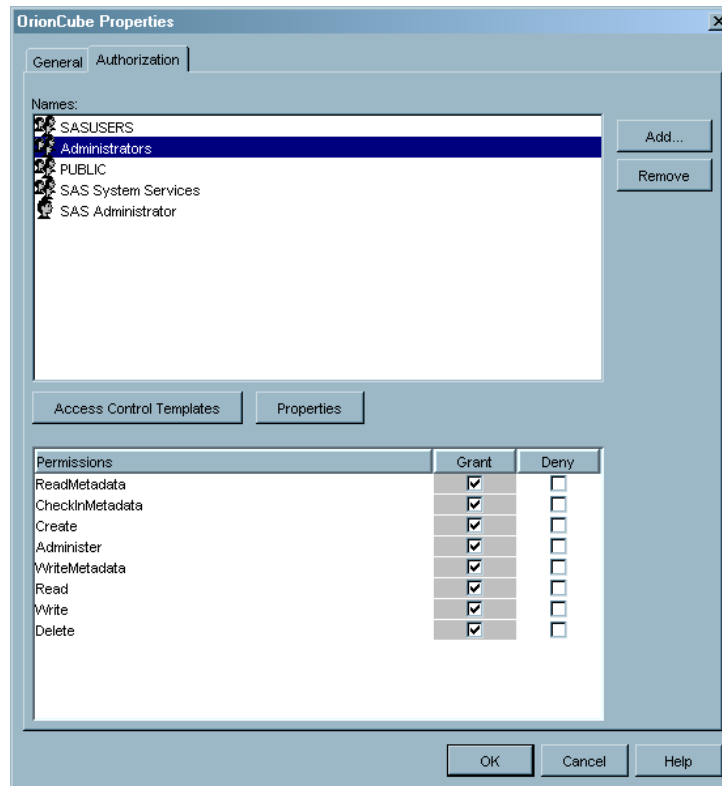 OrionCube Properties
General Authorization
Names:
SASUSERS
Administrators
PUBLIC
SAS System Services
SAS Administrator
Add...
Remove
Access Control Templates Properties
Permissions Grant Deny
ReadMetadata
CheckInMetadata
Create
Administer
WriteMetadata
Read
Write
Delete
OK Cancel Help